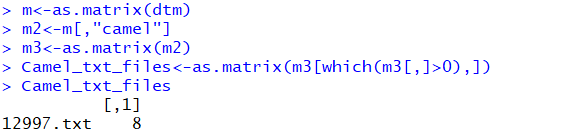 > m<-as.matrix(dtm)
> m2<-m[,"camel"]
> m3<-as.matrix(m2)
> Camel_txt_files<-as.matrix(m3[which(m3[,]>0),])
> Camel_txt_files
          [,1]
12997.txt    8